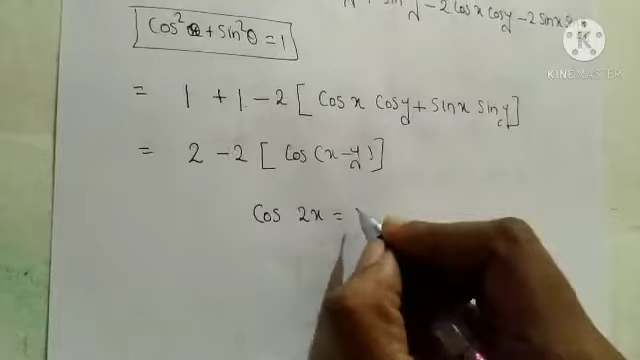 y - 2 cos x cos y - 2 sin x sin
cos²θ + sin²θ = 1
KINEMASTER
= 1 + 1 - 2 [ cos x cos y + sin x sin y ]
= 2 - 2 [ cos (x - y) ]
cos 2x =